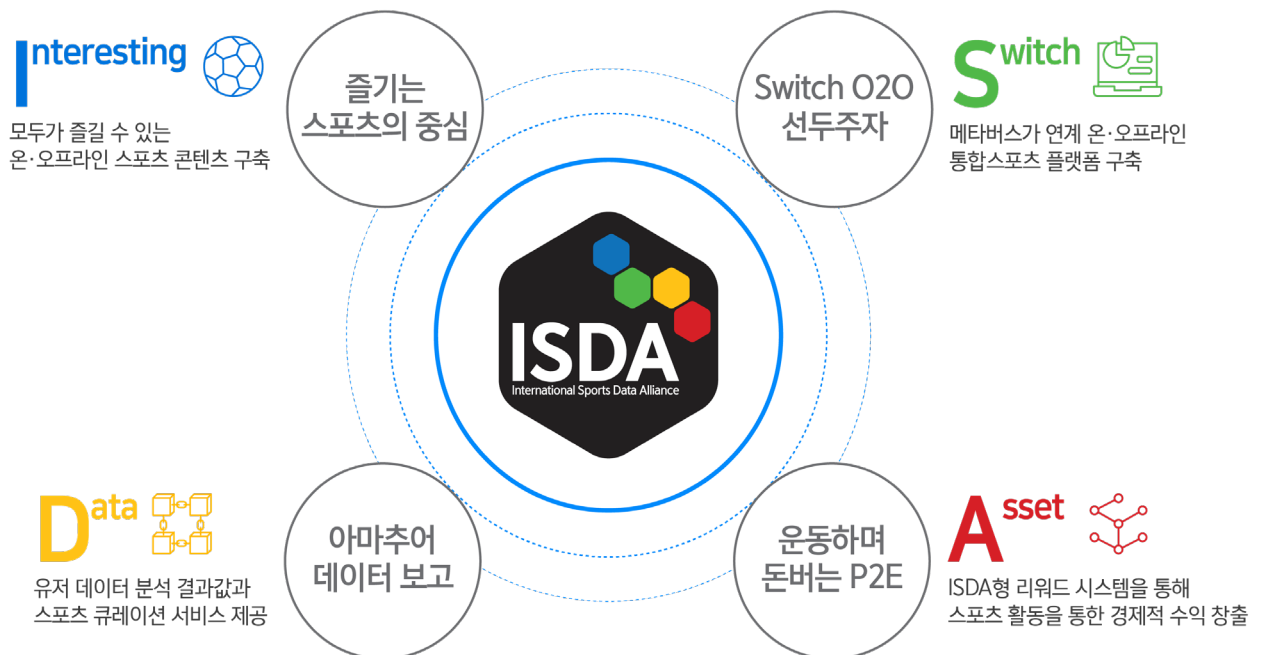 Interesting
모두가 즐길 수 있는
온·오프라인 스포츠 콘텐츠 구축
즐기는
스포츠의 중심
Switch O2O
선두주자
Switch
메타버스가 연계 온·오프라인
통합스포츠 플랫폼 구축
ISDA
International Sports Data Alliance
Data
유저 데이터 분석 결과값과
스포츠 큐레이션 서비스 제공
아마추어
데이터 보고
운동하며
돈버는 P2E
Asset
ISDA형 리워드 시스템을 통해
스포츠 활동을 통한 경제적 수익 창출